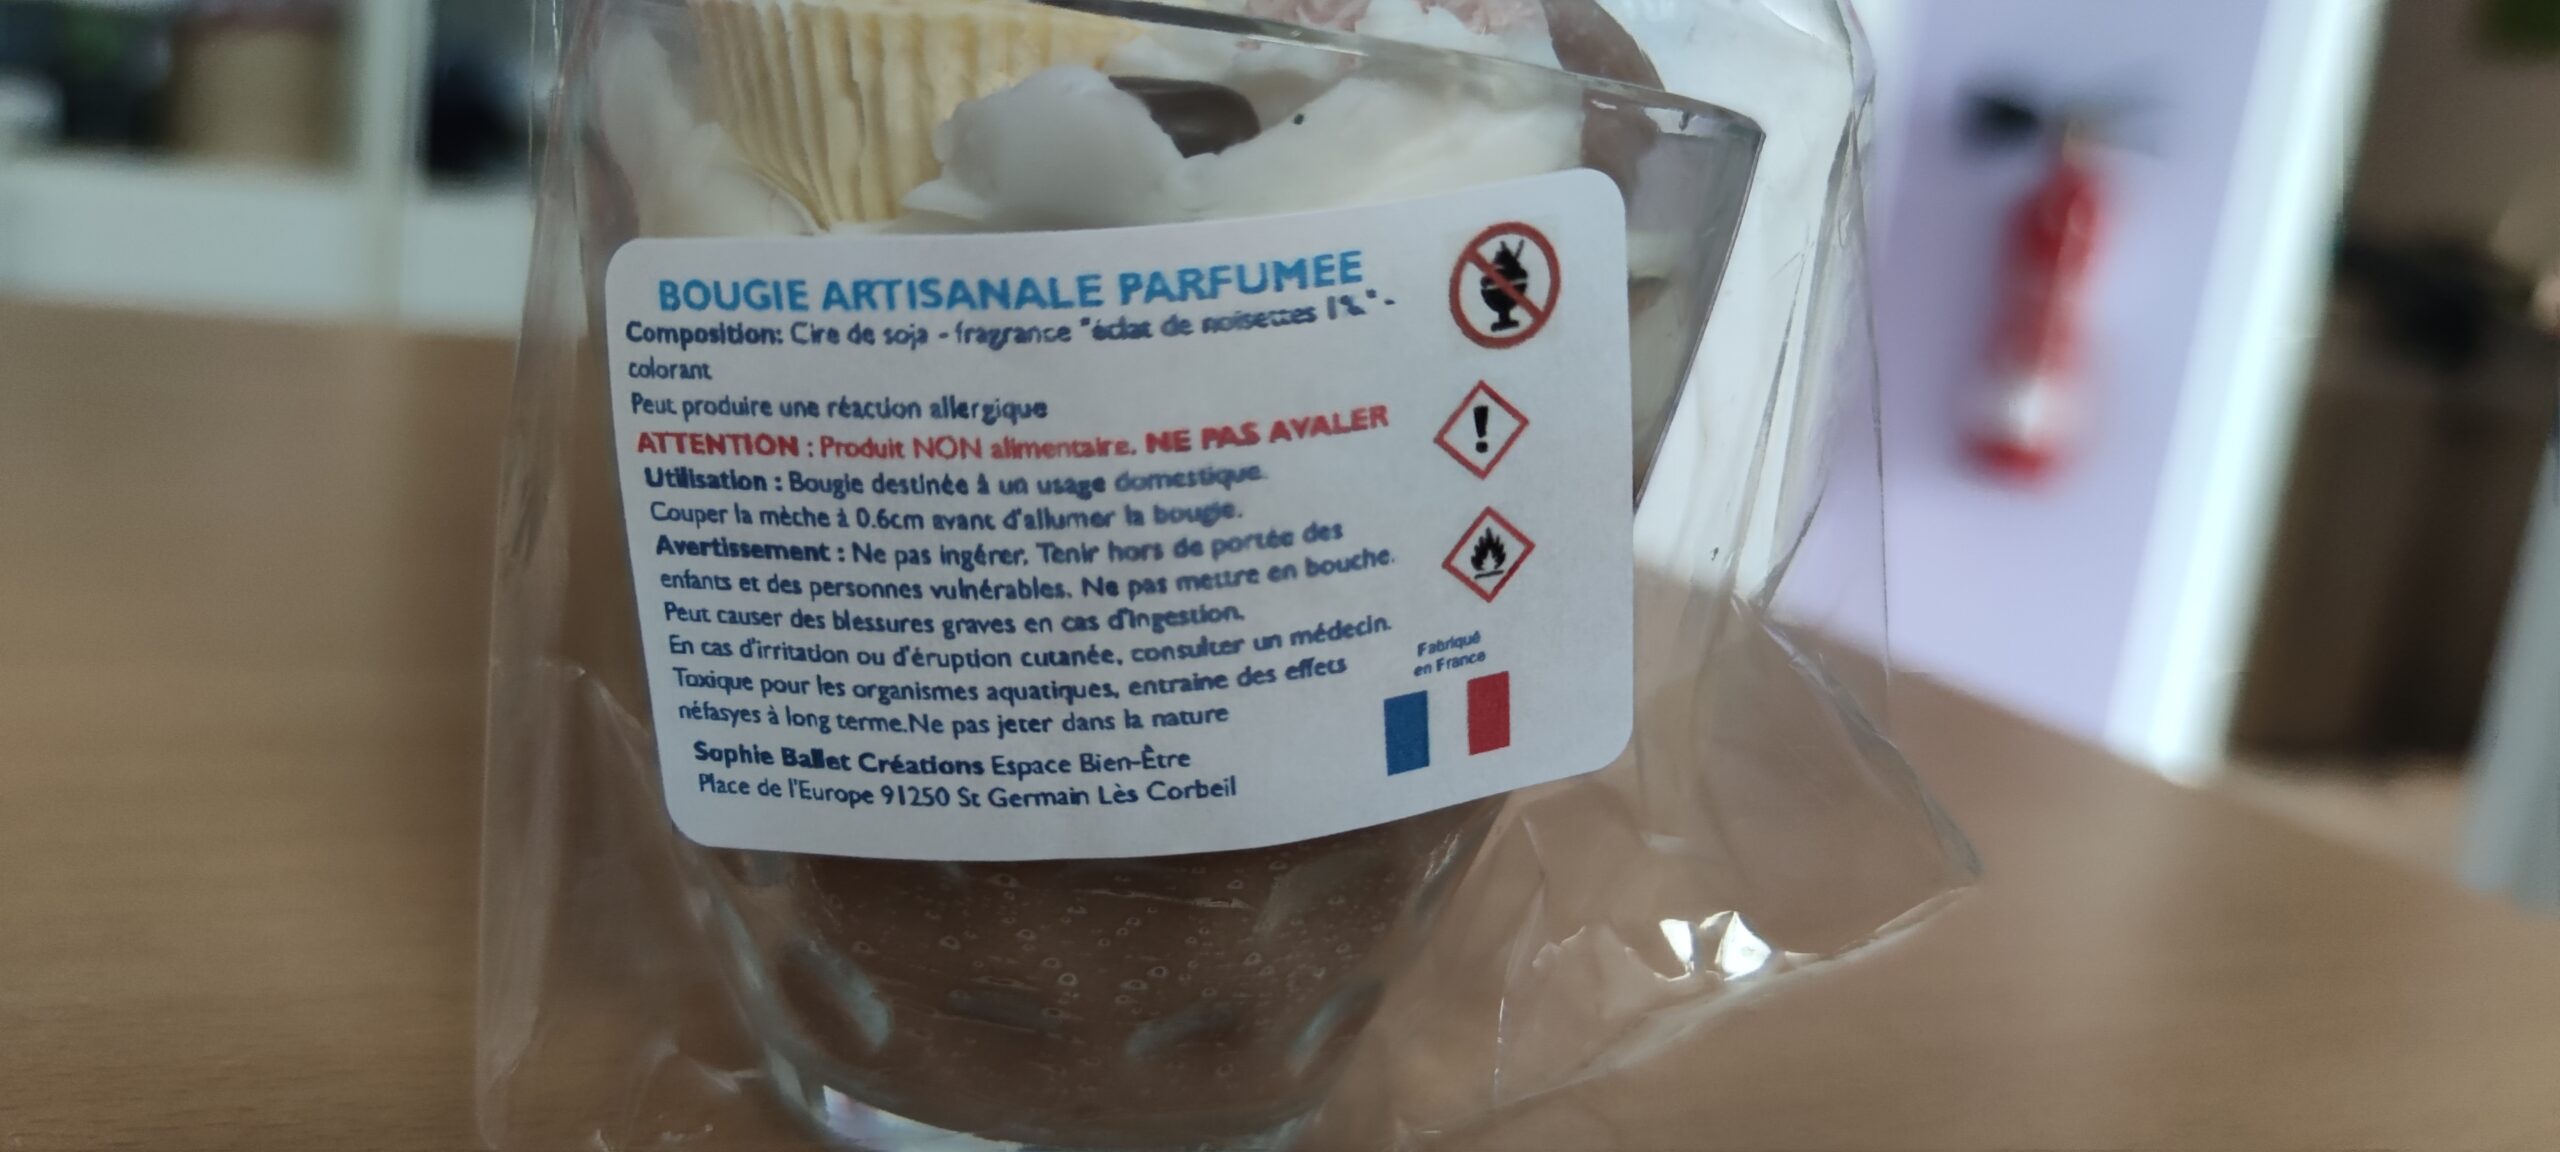 BOUGIE ARTISANALE PARFUMEE
Composition: Cire de soja - fragrance "éclat de noisettes 1%"-
colorant
Peut produire une réaction allergique
ATTENTION : Produit NON alimentaire. NE PAS AVALER
Utilisation : Bougie destinée à un usage domestique.
Couper la mèche à 0.6cm avant d'allumer la bougie.
Avertissement : Ne pas ingérer. Tenir hors de portée des
enfants et des personnes vulnérables. Ne pas mettre en bouche.
Peut causer des blessures graves en cas d'ingestion.
En cas d'irritation ou d'éruption cutanée, consulter un médecin.
Toxique pour les organismes aquatiques, entraine des effets
néfasyes à long terme.Ne pas jeter dans la nature
Sophie Ballet Créations Espace Bien-Être
Place de l'Europe 91250 St Germain Lès Corbeil
Fabriqué
en France